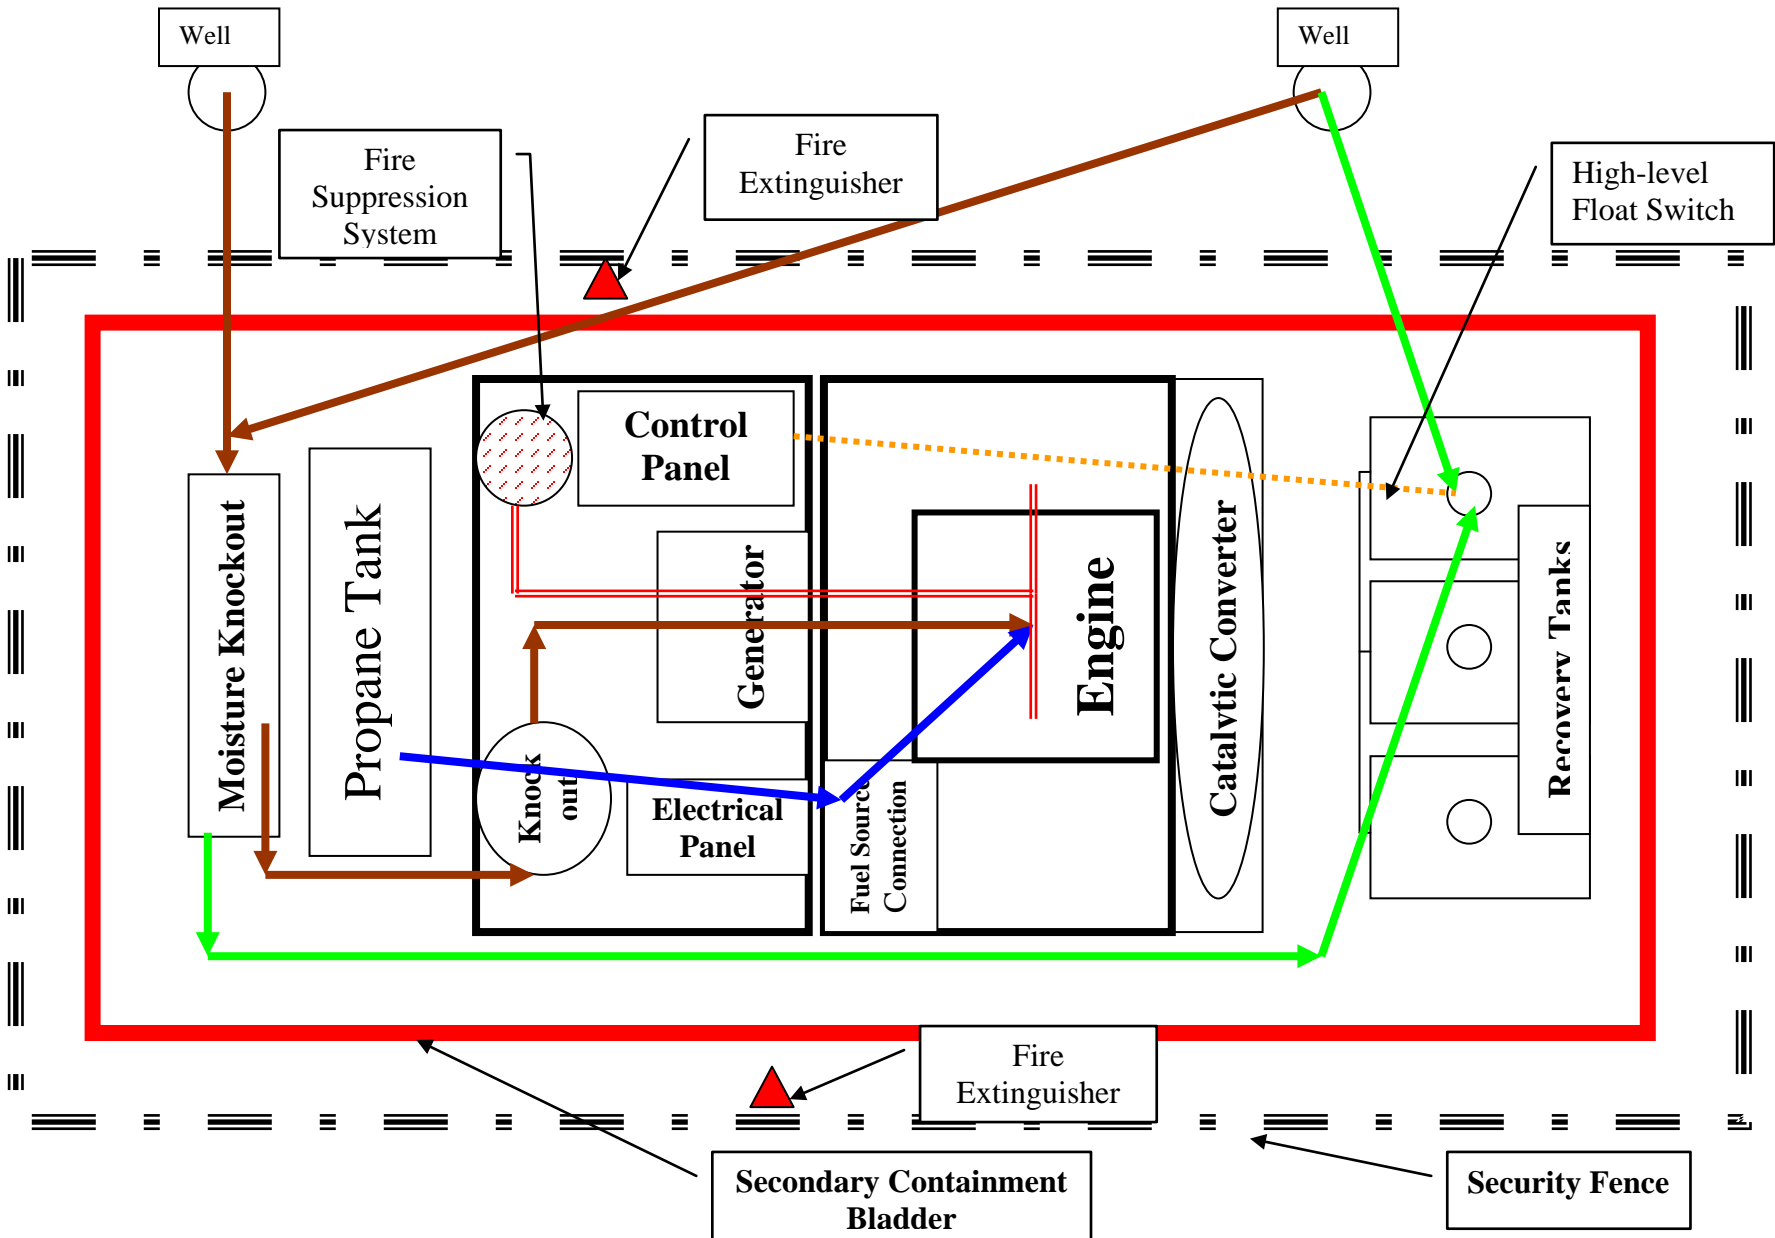 Well
Well
Fire
Suppression
System
Fire
Extinguisher
High-level
Float Switch
Control
Panel
Moisture Knockout
Propane Tank
Generator
Engine
Catalytic Converter
Recovery Tanks
Knock
out
Electrical
Panel
Fuel Source
Connection
Fire
Extinguisher
Secondary Containment
Bladder
Security Fence